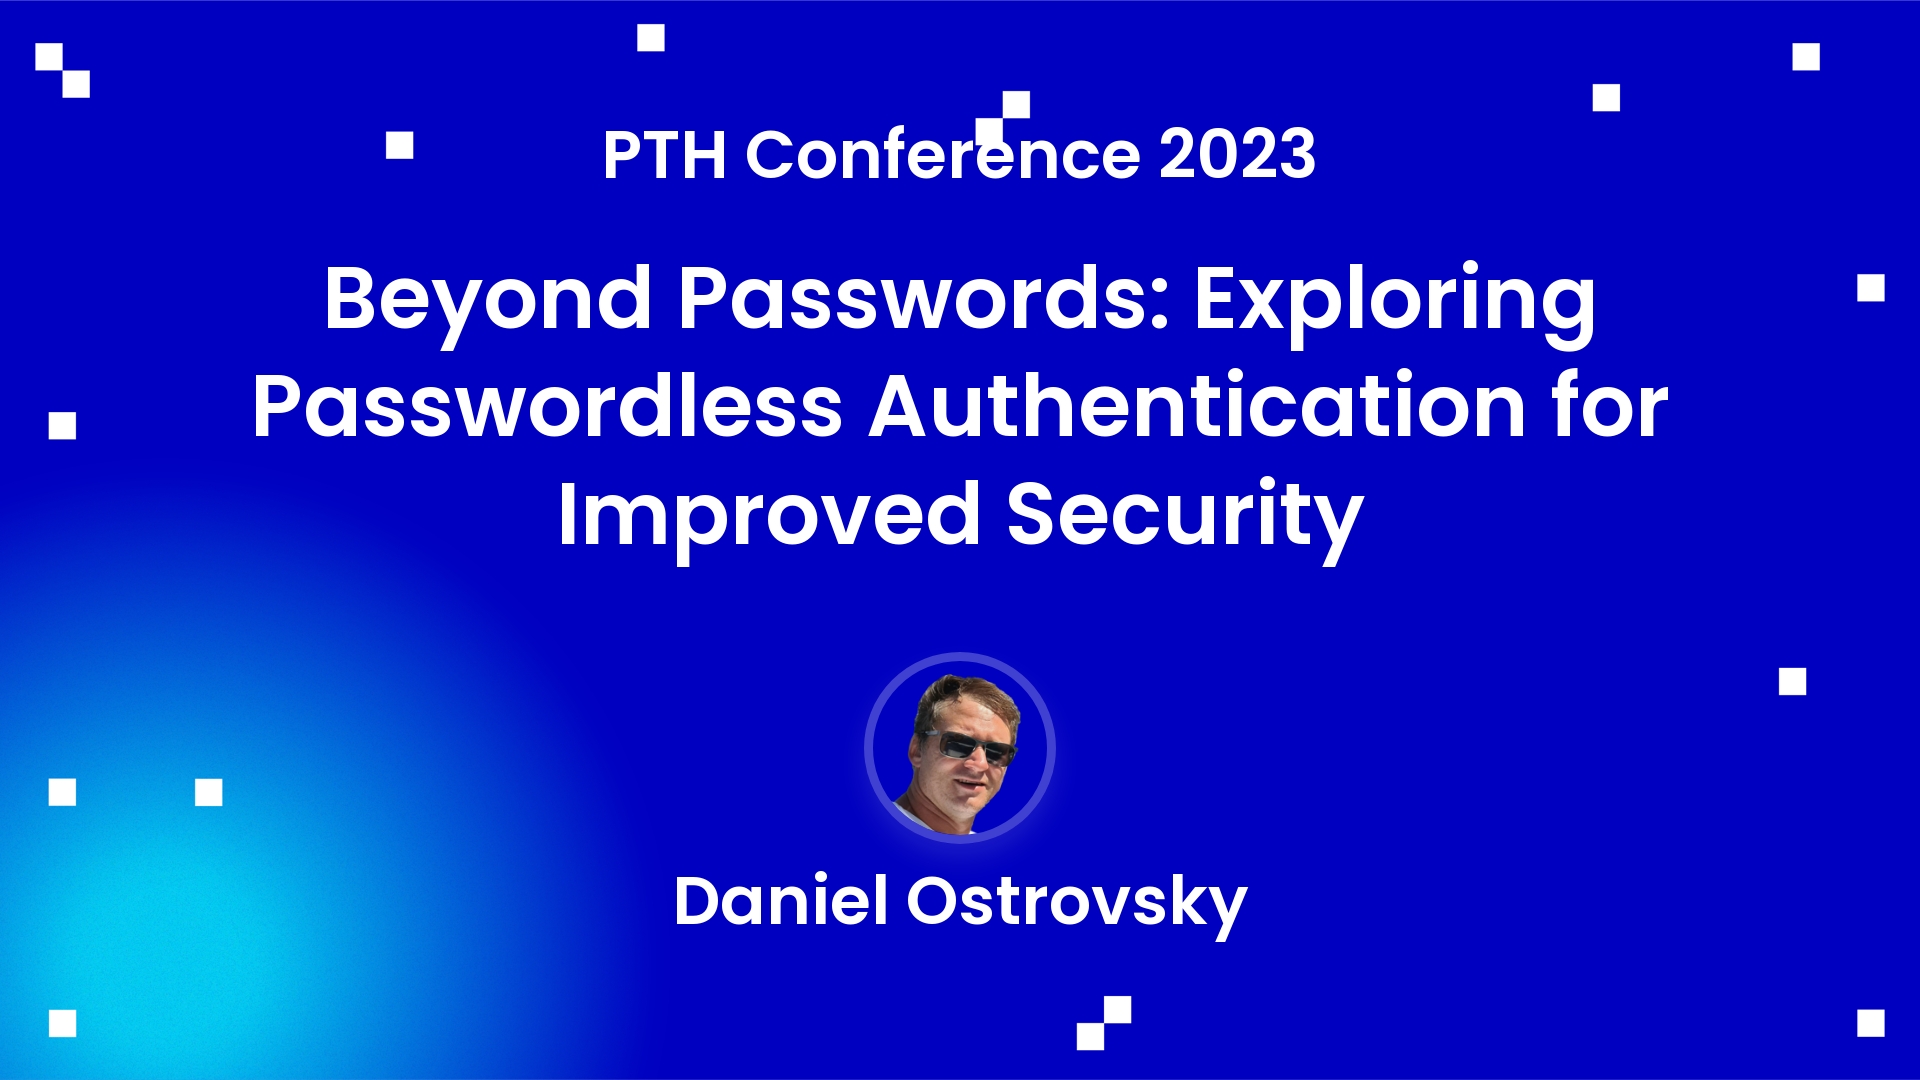 PTH Conference 2023
Beyond Passwords: Exploring
Passwordless Authentication for
Improved Security
Daniel Ostrovsky